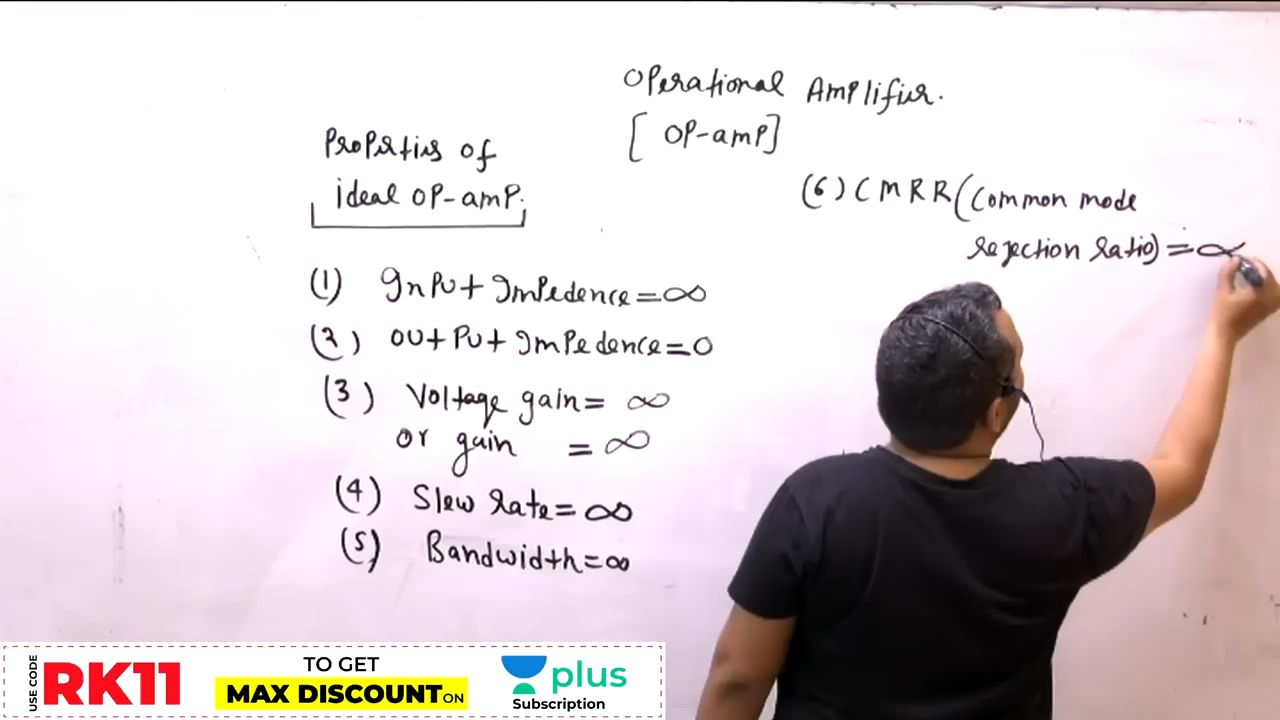 Operational Amplifier.
[OP-amp]
Properties of
ideal OP-amp.
(1) Input Impedence = ∞
(2) Output Impedence = 0
(3) Voltage gain = ∞
or gain = ∞
(4) Slew rate = ∞
(5) Bandwidth = ∞
(6) CMRR (Common mode
rejection ratio) = ∞
USE CODE
RK11
TO GET
MAX DISCOUNT ON
plus
Subscription